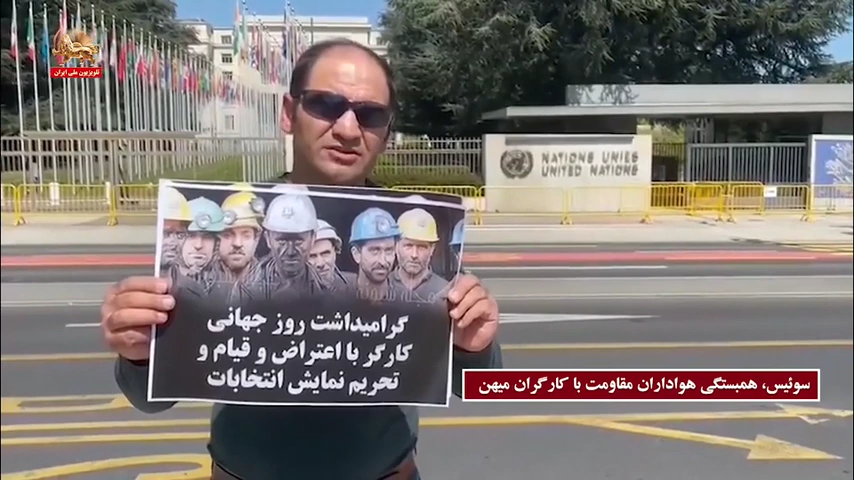 تلویزیون ملی ایران
NATIONS UNIES
UNITED NATIONS
گرامیداشت روز جهانی
کارگر با اعتراض و قیام و
تحریم نمایش انتخابات
سوئیس، همبستگی هواداران مقاومت با کارگران میهن